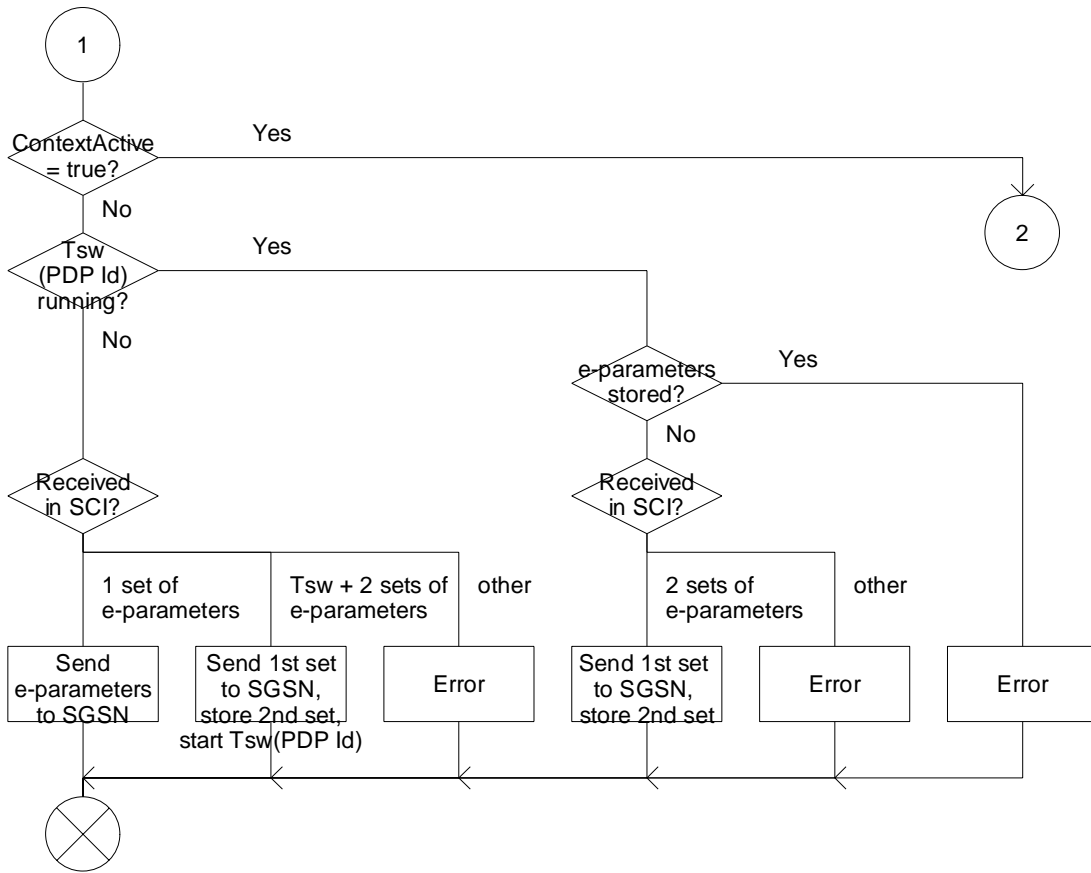 1
ContextActive
= true?
Yes
No
2
Tsw
(PDP Id)
running?
Yes
No
e-parameters
stored?
Yes
No
Received
in SCI?
Received
in SCI?
1 set of
e-parameters
Tsw + 2 sets of
e-parameters
other
2 sets of
e-parameters
other
Send
e-parameters
to SGSN
Send 1st set
to SGSN,
store 2nd set,
start Tsw(PDP Id)
Error
Send 1st set
to SGSN,
store 2nd set
Error
Error